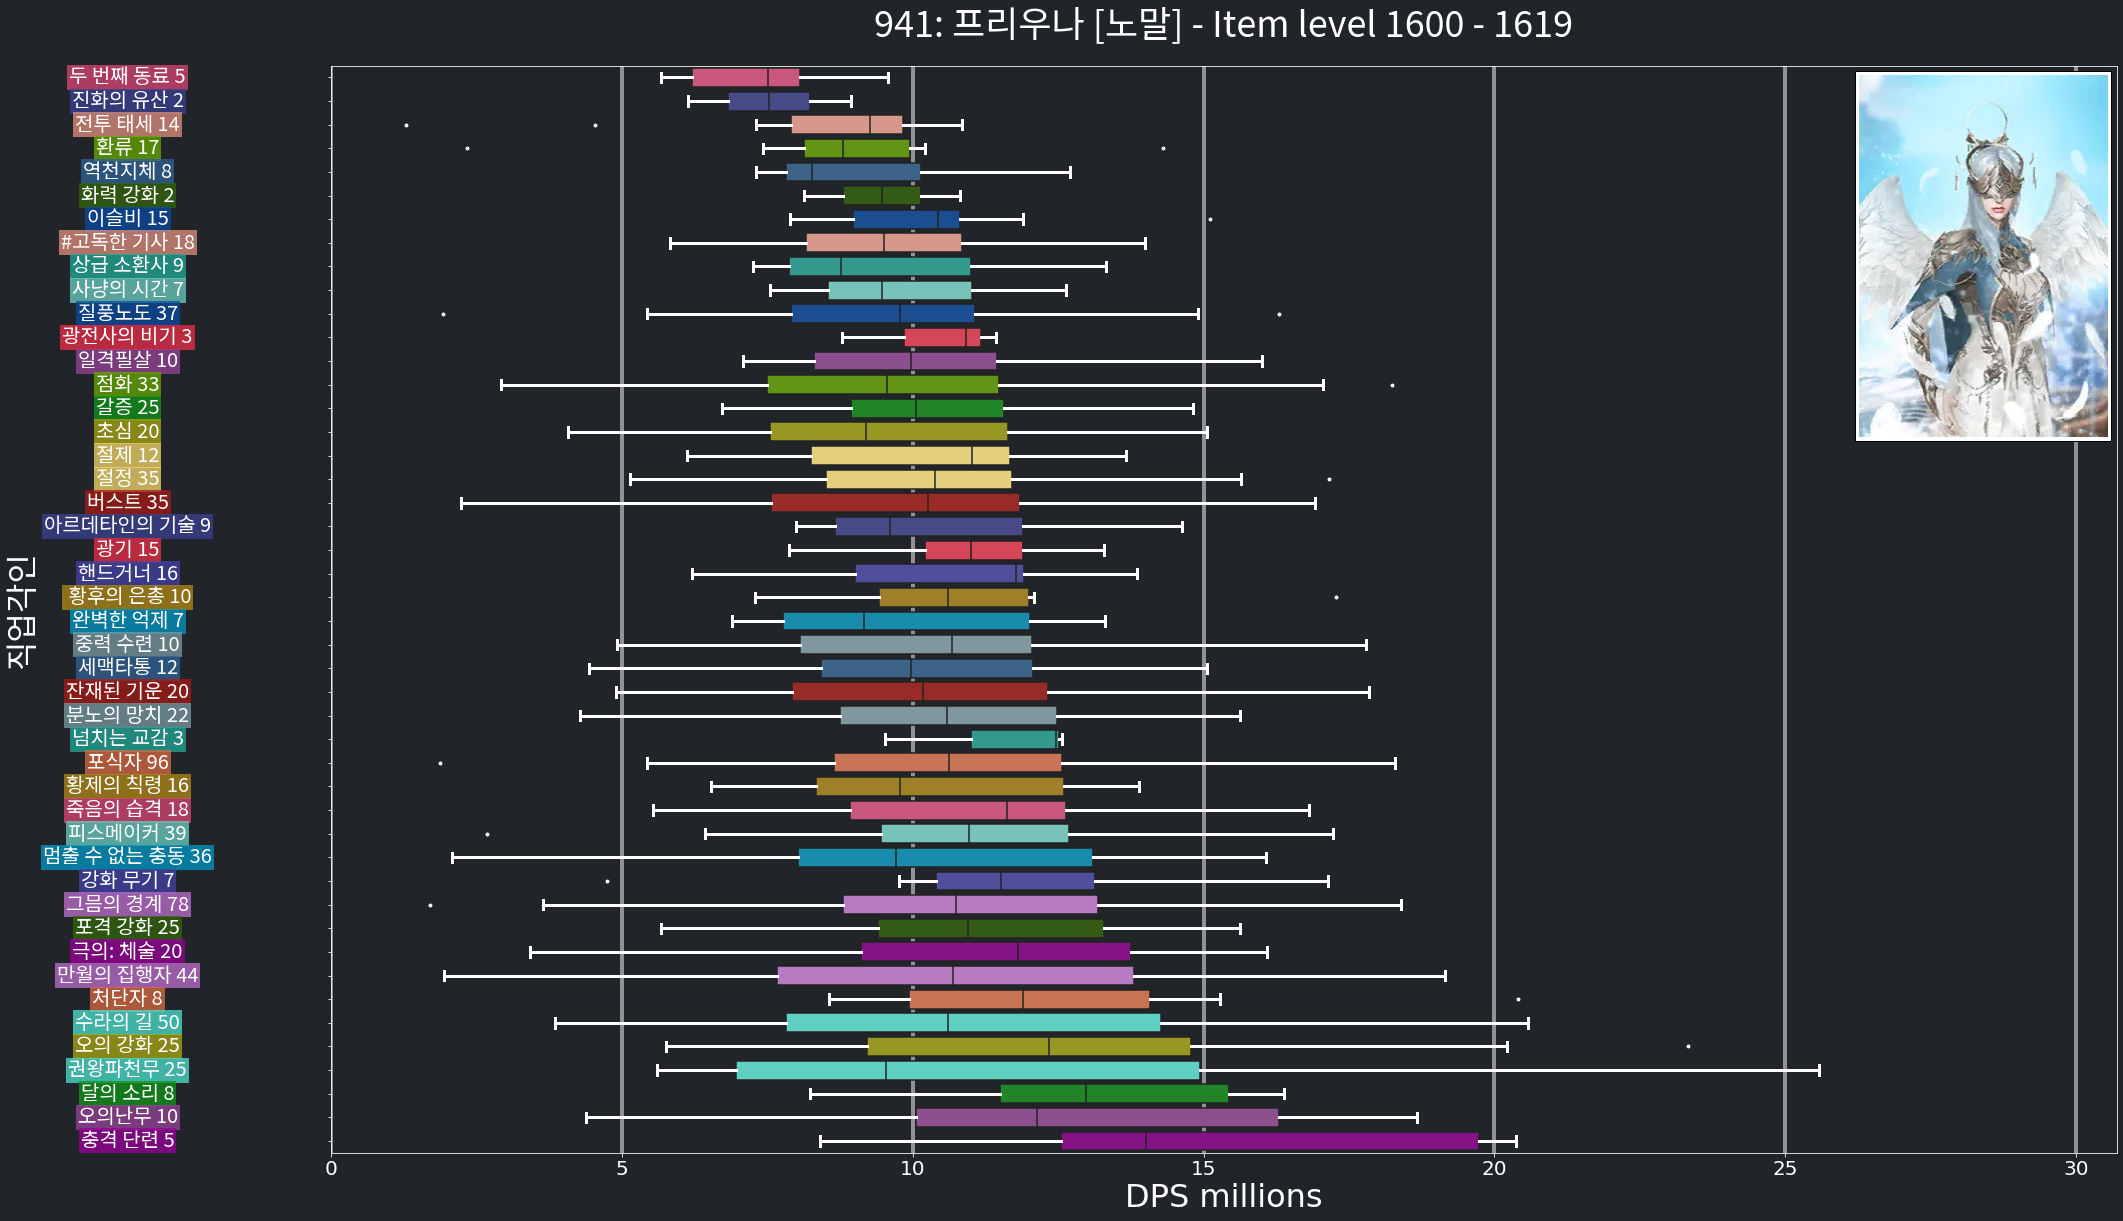 941: 프리우나 [노말] - Item level 1600 - 1619
두 번째 동료 5
진화의 유산 2
전투 태세 14
환류 17
역천지체 8
화력 강화 2
이슬비 15
#고독한 기사 18
상급 소환사 9
사냥의 시간 7
질풍노도 37
광전사의 비기 3
일격필살 10
점화 33
갈증 25
초심 20
절제 12
절정 35
버스트 35
아르데타인의 기술 9
광기 15
핸드거너 16
황후의 은총 10
완벽한 억제 7
중력 수련 10
세맥타통 12
잔재된 기운 20
분노의 망치 22
넘치는 교감 3
포식자 96
황제의 칙령 16
죽음의 습격 18
피스메이커 39
멈출 수 없는 충동 36
강화 무기 7
그믐의 경계 78
포격 강화 25
극의: 체술 20
만월의 집행자 44
처단자 8
수라의 길 50
오의 강화 25
권왕파천무 25
달의 소리 8
오의난무 10
충격 단련 5
직업각인
0 5 10 15 20 25 30
DPS millions